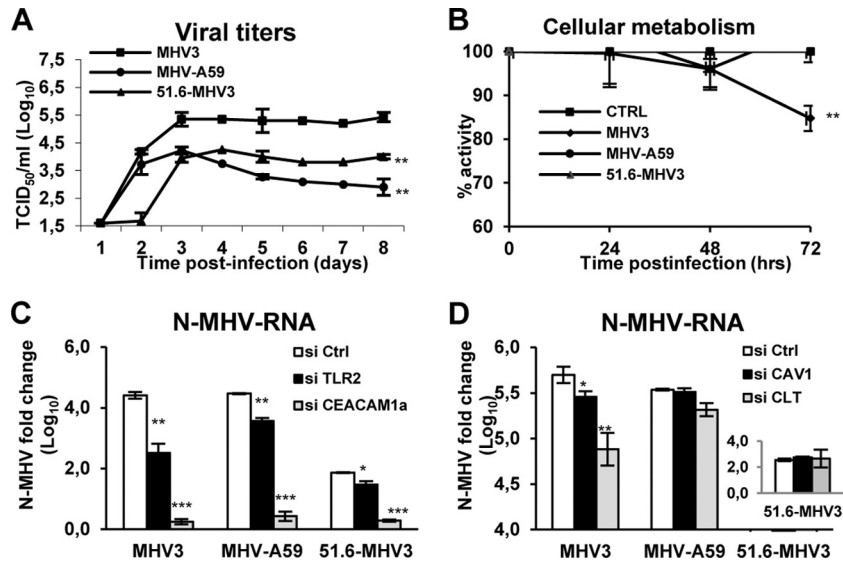 A
Viral titers
MHV3
MHV-A59
51.6-MHV3
TCID50/ml (Log10)
7,5
6,5
5,5
4,5
3,5
2,5
1,5
**
**
1 2 3 4 5 6 7 8
Time post-infection (days)
B
Cellular metabolism
% activity
100
90
80
70
60
CTRL
MHV3
MHV-A59
51.6-MHV3
**
0 24 48 72
Time postinfection (hrs)
C
N-MHV-RNA
N-MHV fold change
(Log10)
6,0
4,0
2,0
0,0
si Ctrl
si TLR2
si CEACAM1a
** *** ** *** * ***
MHV3 MHV-A59 51.6-MHV3
D
N-MHV-RNA
N-MHV fold change
(Log10)
6,0
5,5
5,0
4,5
4,0
si Ctrl
si CAV1
si CLT
* **
4,0
2,0
0,0
51.6-MHV3
MHV3 MHV-A59 51.6-MHV3